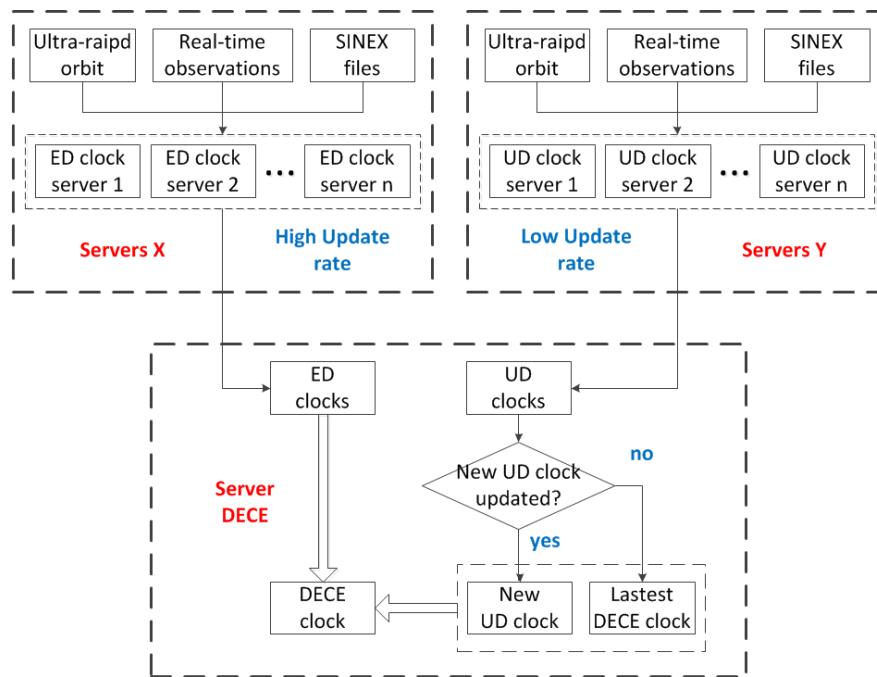 Ultra-raipd
orbit
Real-time
observations
SINEX
files
ED clock
server 1
ED clock
server 2
•••
ED clock
server n
Servers X
High Update
rate
Ultra-raipd
orbit
Real-time
observations
SINEX
files
UD clock
server 1
UD clock
server 2
•••
UD clock
server n
Low Update
rate
Servers Y
ED
clocks
UD
clocks
New UD clock
updated?
no
yes
Server
DECE
DECE
clock
New
UD clock
Lastest
DECE clock